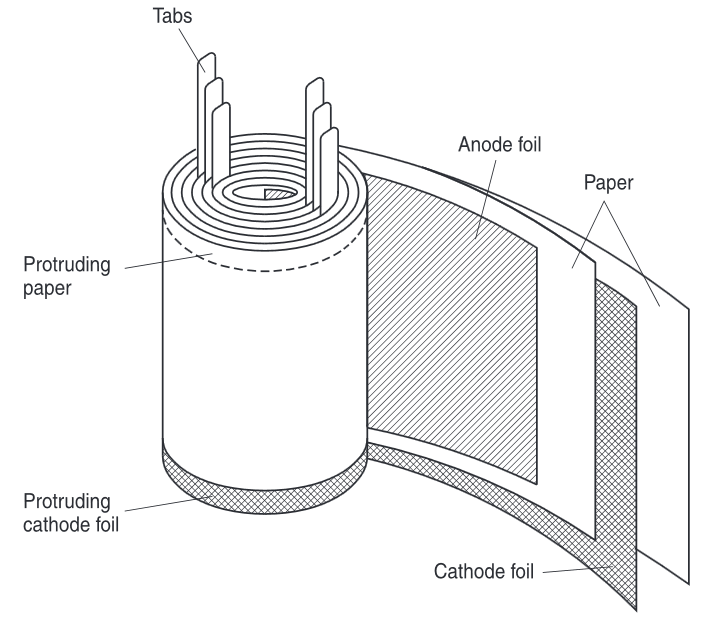 Tabs
Anode foil
Paper
Protruding
paper
Protruding
cathode foil
Cathode foil